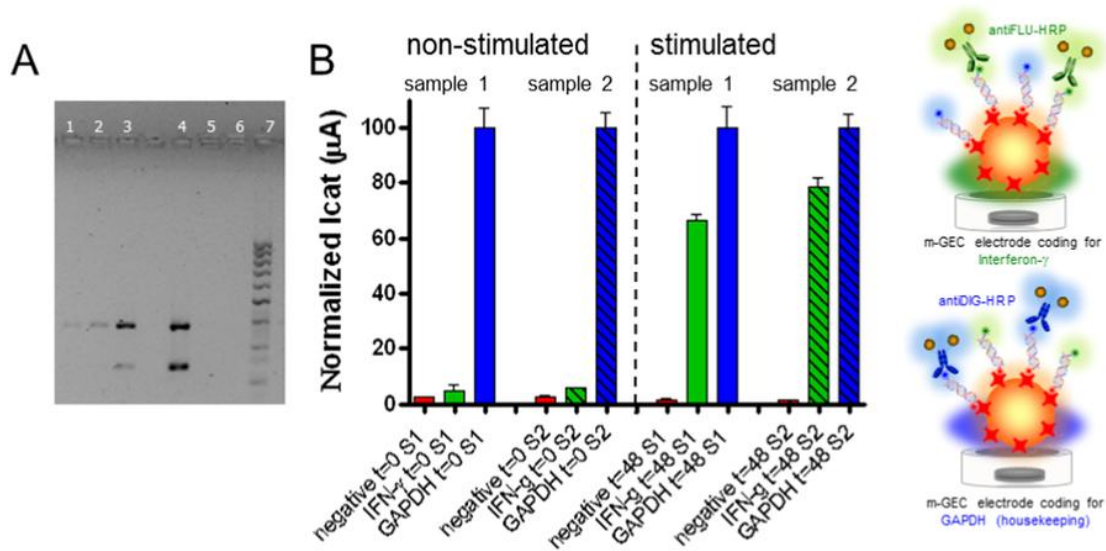 A
1 2 3 4 5 6 7
B
non-stimulated
stimulated
sample 1
sample 2
sample 1
sample 2
Normalized Icat (µA)
100
80
60
40
20
0
negative t=0 S1
IFN-γ t=0 S1
GAPDH t=0 S1
negative t=0 S2
IFN-g t=0 S2
GAPDH t=0 S2
negative t=48 S1
IFN-g t=48 S1
GAPDH t=48 S1
negative t=48 S2
IFN-g t=48 S2
GAPDH t=48 S2
antiFLU-HRP
m-GEC electrode coding for
Interferon-γ
antiDIG-HRP
m-GEC electrode coding for
GAPDH (housekeeping)